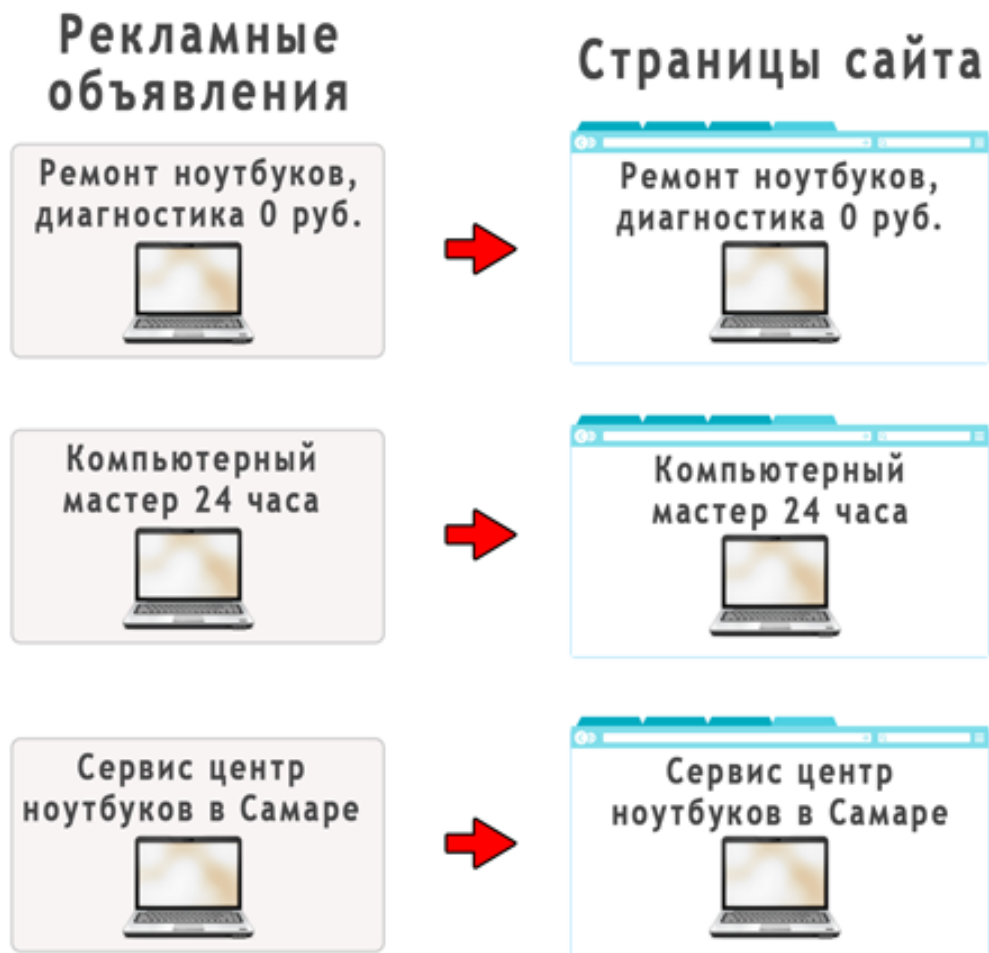 Рекламные
объявления
Страницы сайта
Ремонт ноутбуков,
диагностика 0 руб.
Ремонт ноутбуков,
диагностика 0 руб.
Компьютерный
мастер 24 часа
Компьютерный
мастер 24 часа
Сервис центр
ноутбуков в Самаре
Сервис центр
ноутбуков в Самаре